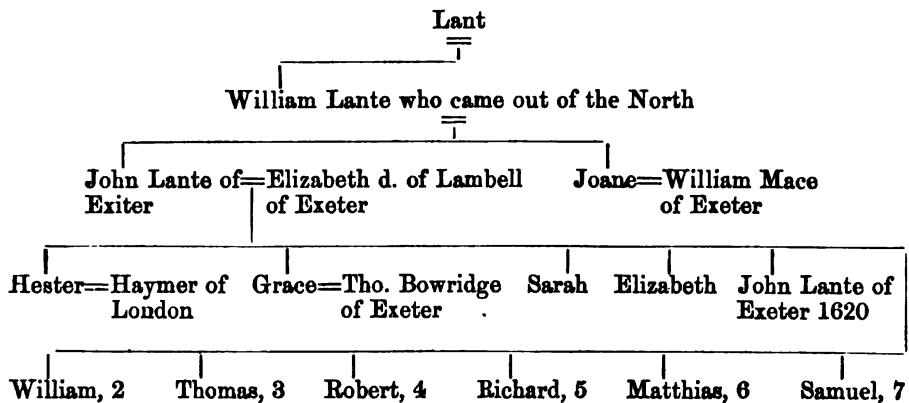 Lant
William Lante who came out of the North
John Lante of=Elizabeth d. of Lambell Joane=William Mace
Exiter of Exeter of Exeter
Hester=Haymer of Grace=Tho. Bowridge Sarah Elizabeth John Lante of
London of Exeter Exeter 1620
William, 2 Thomas, 3 Robert, 4 Richard, 5 Matthias, 6 Samuel, 7